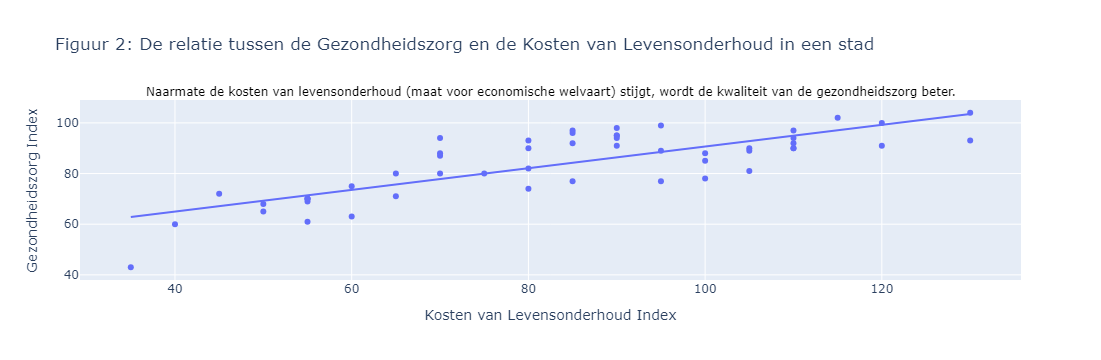 Figuur 2: De relatie tussen de Gezondheidszorg en de Kosten van Levensonderhoud in een stad
Naarmate de kosten van levensonderhoud (maat voor economische welvaart) stijgt, wordt de kwaliteit van de gezondheidszorg beter.
Gezondheidszorg Index
100
80
60
40
40 60 80 100 120
Kosten van Levensonderhoud Index